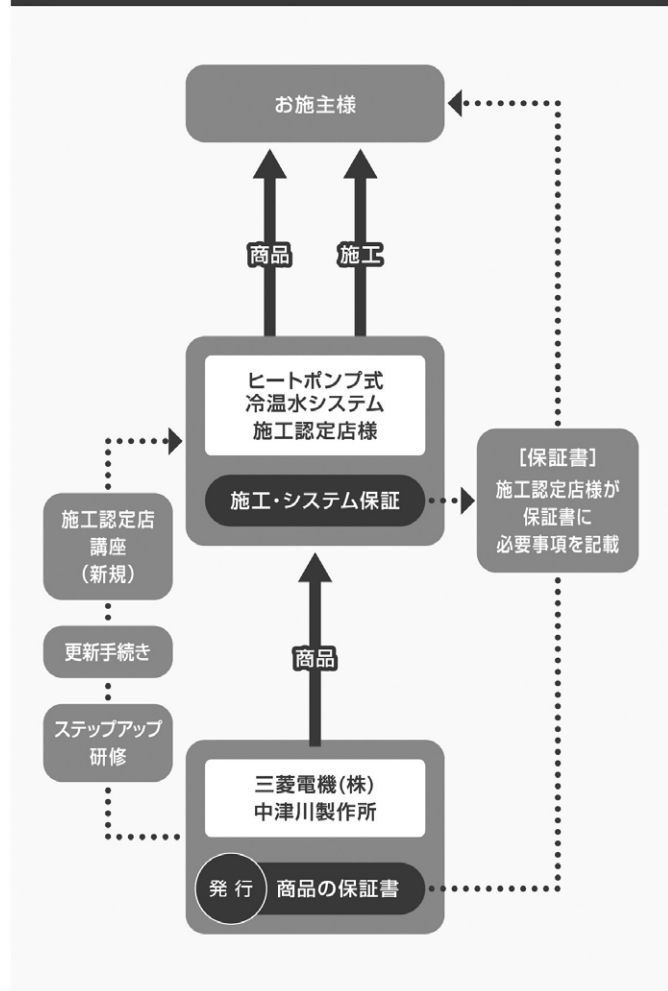 お施主様
商品
施工
ヒートポンプ式
冷温水システム
施工認定店様
施工・システム保証
[保証書]
施工認定店様が
保証書に
必要事項を記載
施工認定店
講座
(新規)
更新手続き
ステップアップ
研修
商品
三菱電機(株)
中津川製作所
発行
商品の保証書